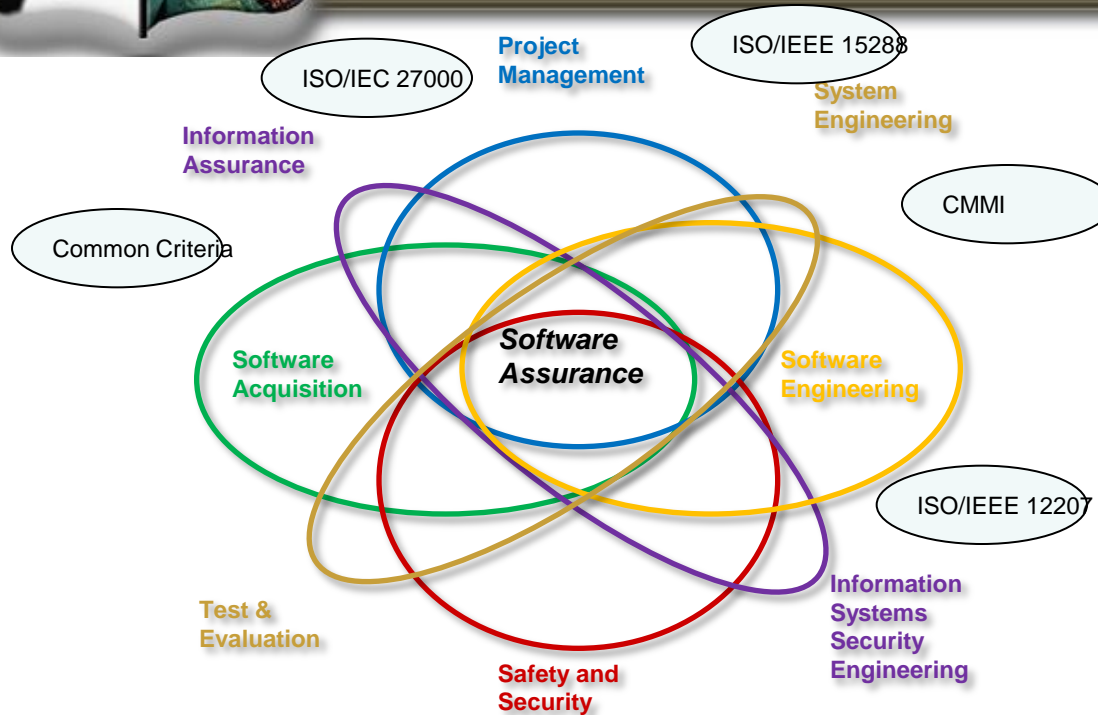 Project
Management
ISO/IEEE 15288
ISO/IEC 27000
System
Engineering
Information
Assurance
CMMI
Common Criteria
Software
Assurance
Software
Acquisition
Software
Engineering
ISO/IEEE 12207
Information
Systems
Security
Engineering
Test &
Evaluation
Safety and
Security